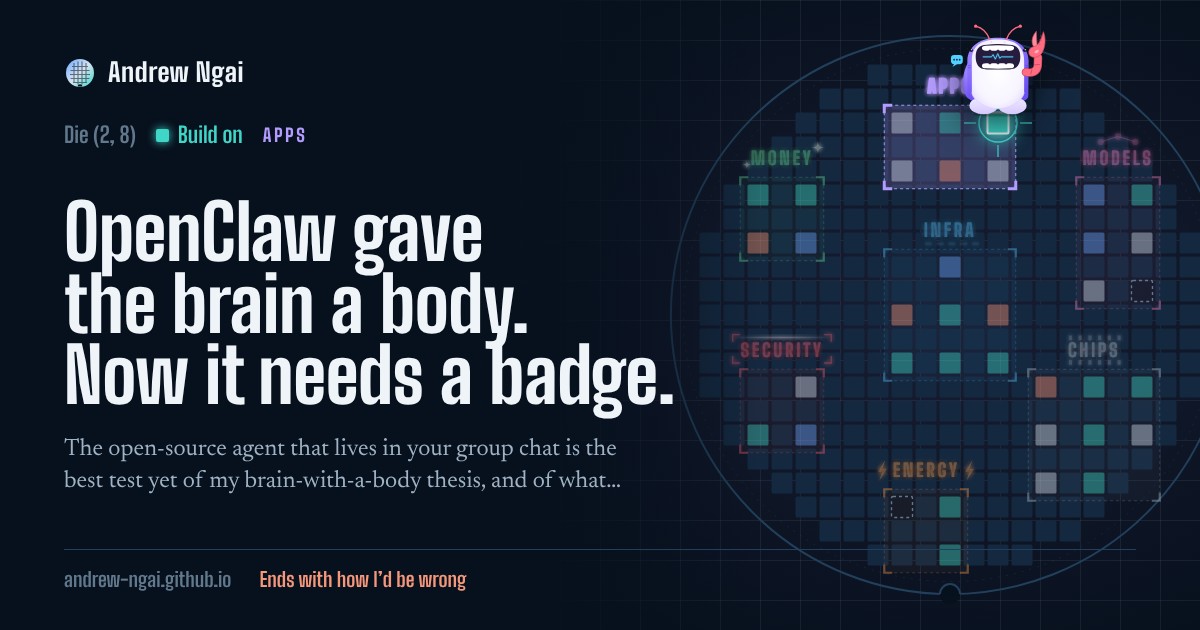 Andrew Ngai
Die (2, 8) Build on APPS
OpenClaw gave
the brain a body.
Now it needs a badge.
The open-source agent that lives in your group chat is the
best test yet of my brain-with-a-body thesis, and of what...
andrew-ngai.github.io Ends with how I'd be wrong
MONEY
MODELS
INFRA
SECURITY
CHIPS
ENERGY